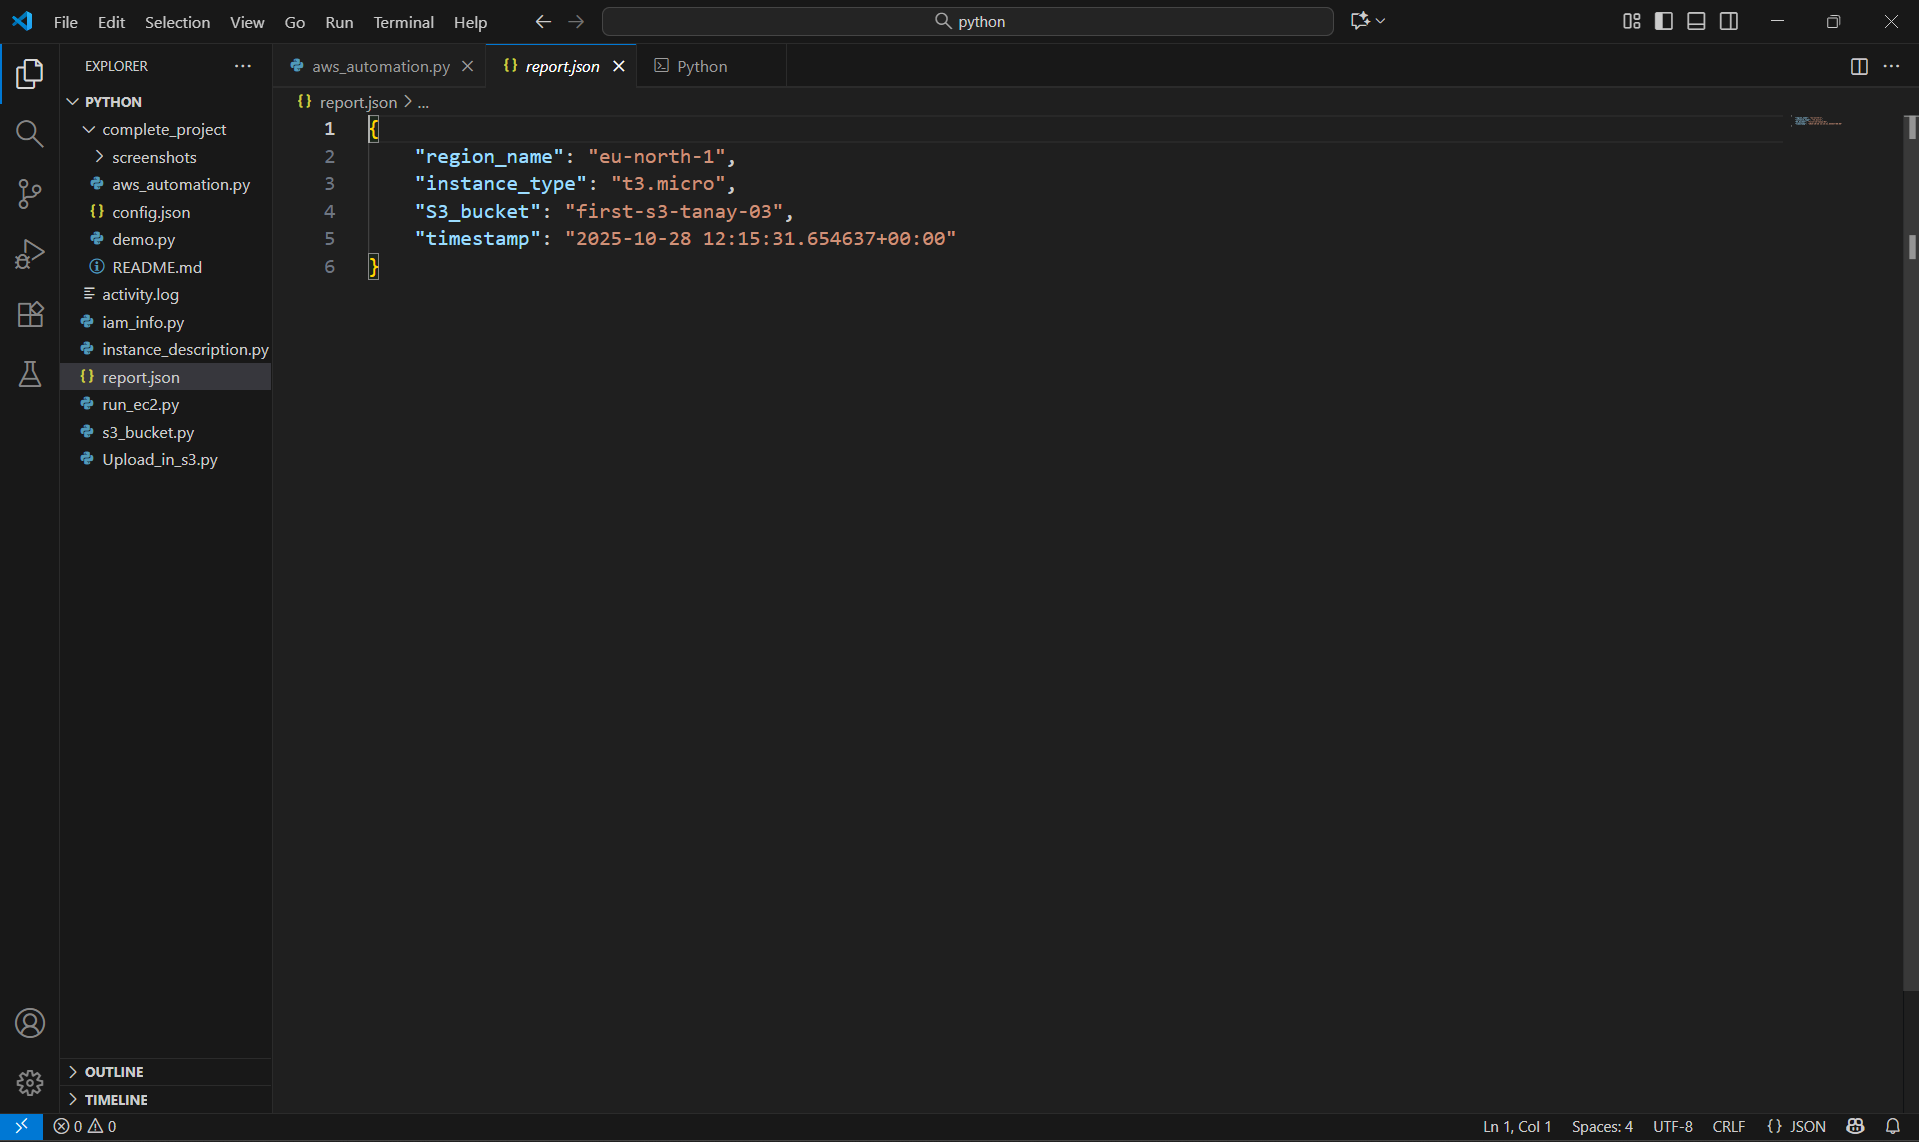 File Edit Selection View Go Run Terminal Help python
EXPLORER
PYTHON
complete_project
screenshots
aws_automation.py
config.json
demo.py
README.md
activity.log
iam_info.py
instance_description.py
report.json
run_ec2.py
s3_bucket.py
Upload_in_s3.py
OUTLINE
TIMELINE
aws_automation.py report.json Python
report.json > ...
1 {
2 "region_name": "eu-north-1",
3 "instance_type": "t3.micro",
4 "S3_bucket": "first-s3-tanay-03",
5 "timestamp": "2025-10-28 12:15:31.654637+00:00"
6 }
0 0 Ln 1, Col 1 Spaces: 4 UTF-8 CRLF {} JSON